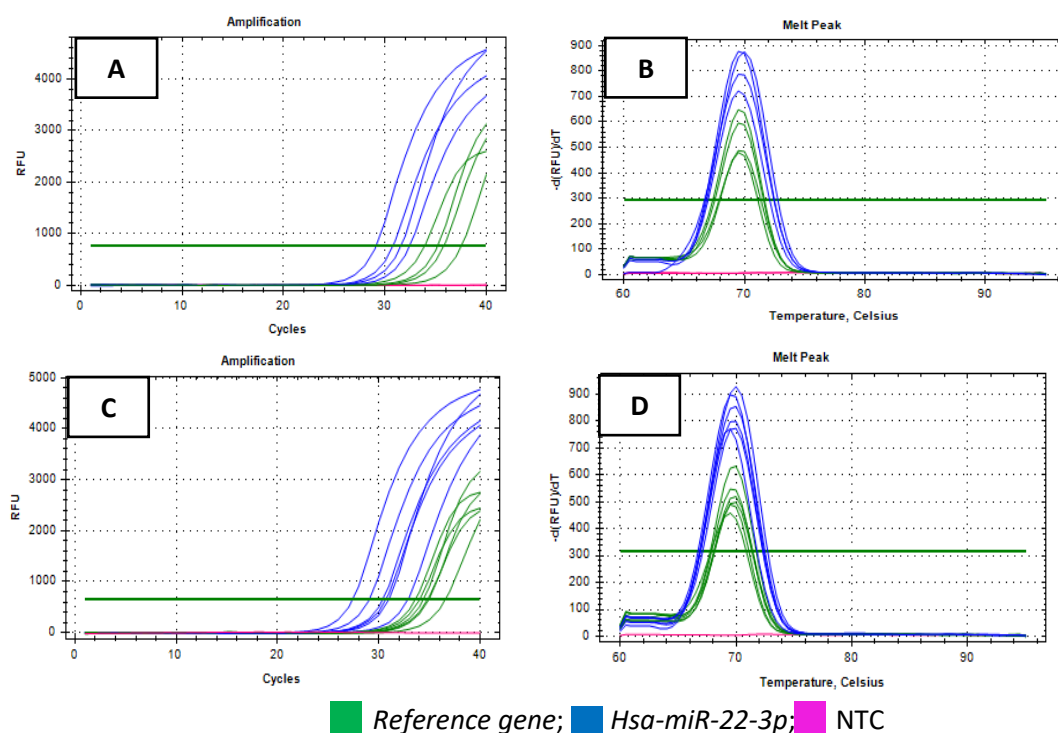 Amplification
A
RFU
4000
3000
2000
1000
0
0 10 20 30 40
Cycles
Melt Peak
B
-d(RFU)/dT
900
800
700
600
500
400
300
200
100
0
60 70 80 90
Temperature, Celsius
Amplification
C
RFU
5000
4000
3000
2000
1000
0
0 10 20 30 40
Cycles
Melt Peak
D
-d(RFU)/dT
900
800
700
600
500
400
300
200
100
0
60 70 80 90
Temperature, Celsius
Reference gene; Hsa-miR-22-3p; NTC